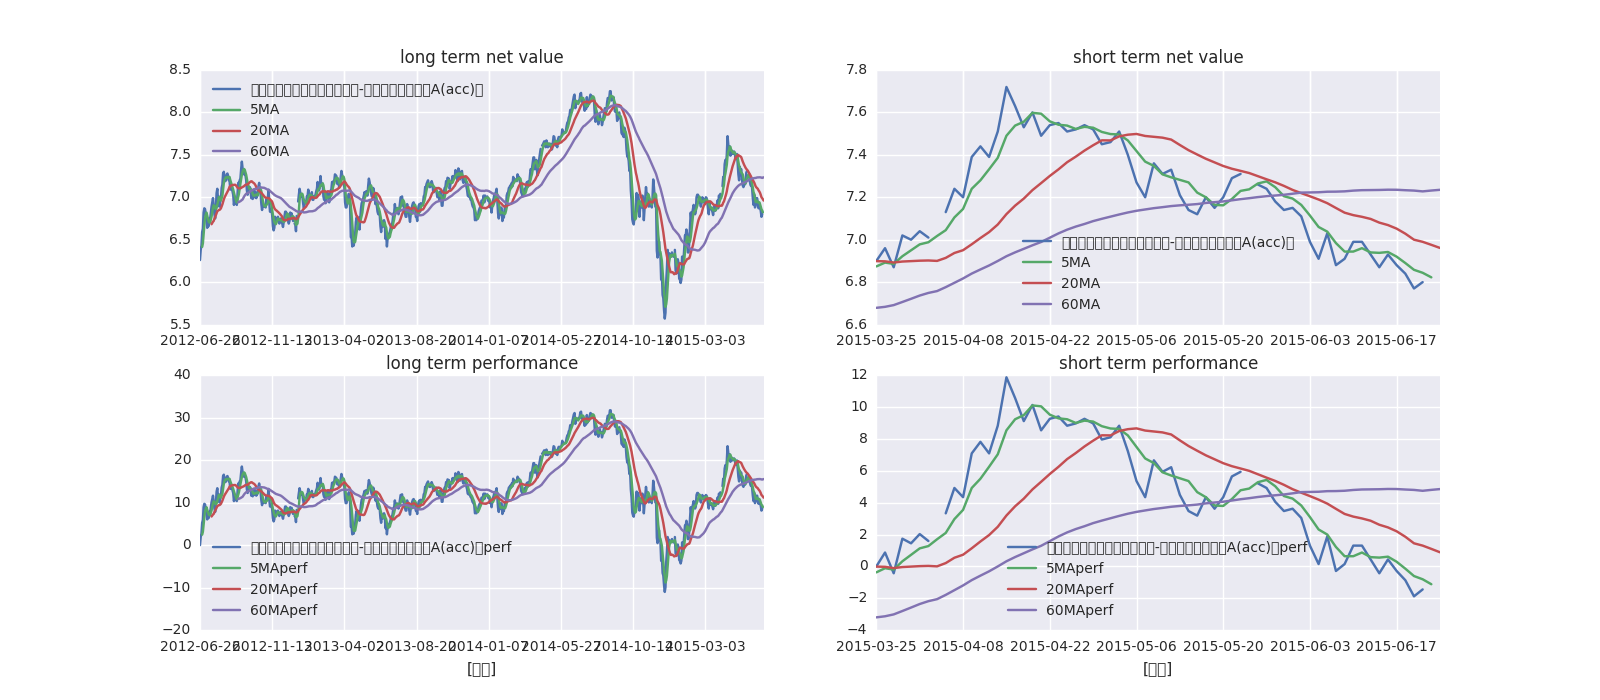 long term net value
8.5
8.0
7.5
7.0
6.5
6.0
5.5
A(acc)
5MA
20MA
60MA
2012-06-26 2012-11-13 2013-04-02 2013-08-20 2014-01-07 2014-05-27 2014-10-14 2015-03-03
short term net value
7.8
7.6
7.4
7.2
7.0
6.8
6.6
A(acc)
5MA
20MA
60MA
2015-03-25 2015-04-08 2015-04-22 2015-05-06 2015-05-20 2015-06-03 2015-06-17
long term performance
40
30
20
10
0
−10
−20
A(acc) perf
5MAperf
20MAperf
60MAperf
2012-06-26 2012-11-13 2013-04-02 2013-08-20 2014-01-07 2014-05-27 2014-10-14 2015-03-03
short term performance
12
10
8
6
4
2
0
−2
−4
A(acc) perf
5MAperf
20MAperf
60MAperf
2015-03-25 2015-04-08 2015-04-22 2015-05-06 2015-05-20 2015-06-03 2015-06-17